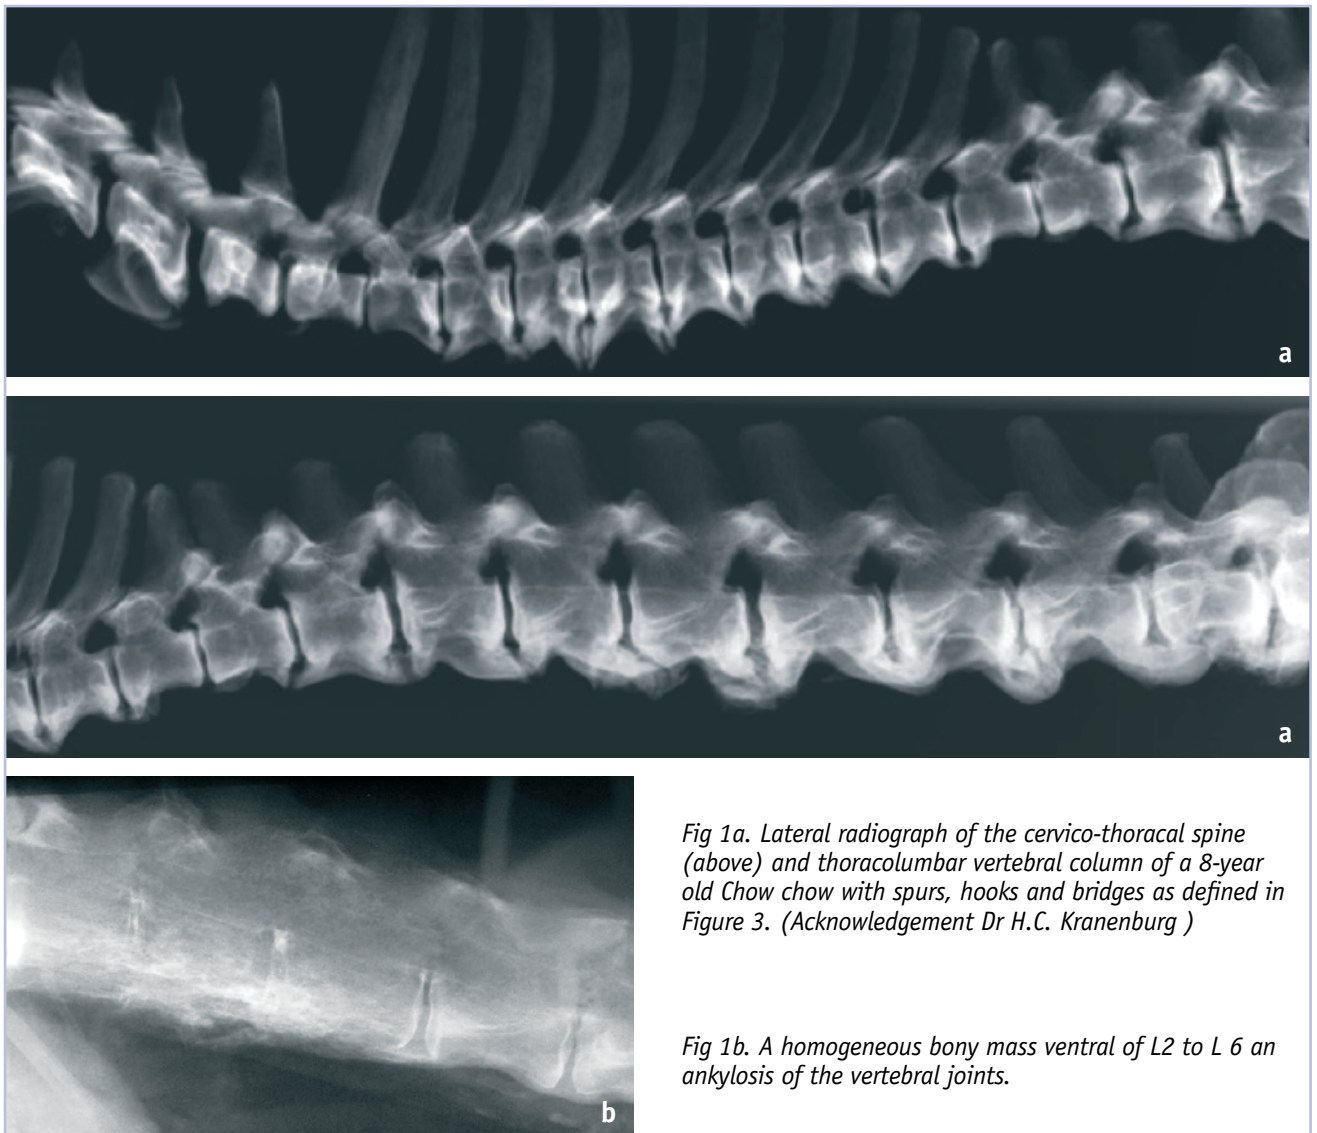 a
a
b
Fig 1a. Lateral radiograph of the cervico-thoracal spine
(above) and thoracolumbar vertebral column of a 8-year
old Chow chow with spurs, hooks and bridges as defined in
Figure 3. (Acknowledgement Dr H.C. Kranenburg )
Fig 1b. A homogeneous bony mass ventral of L2 to L 6 an
ankylosis of the vertebral joints.